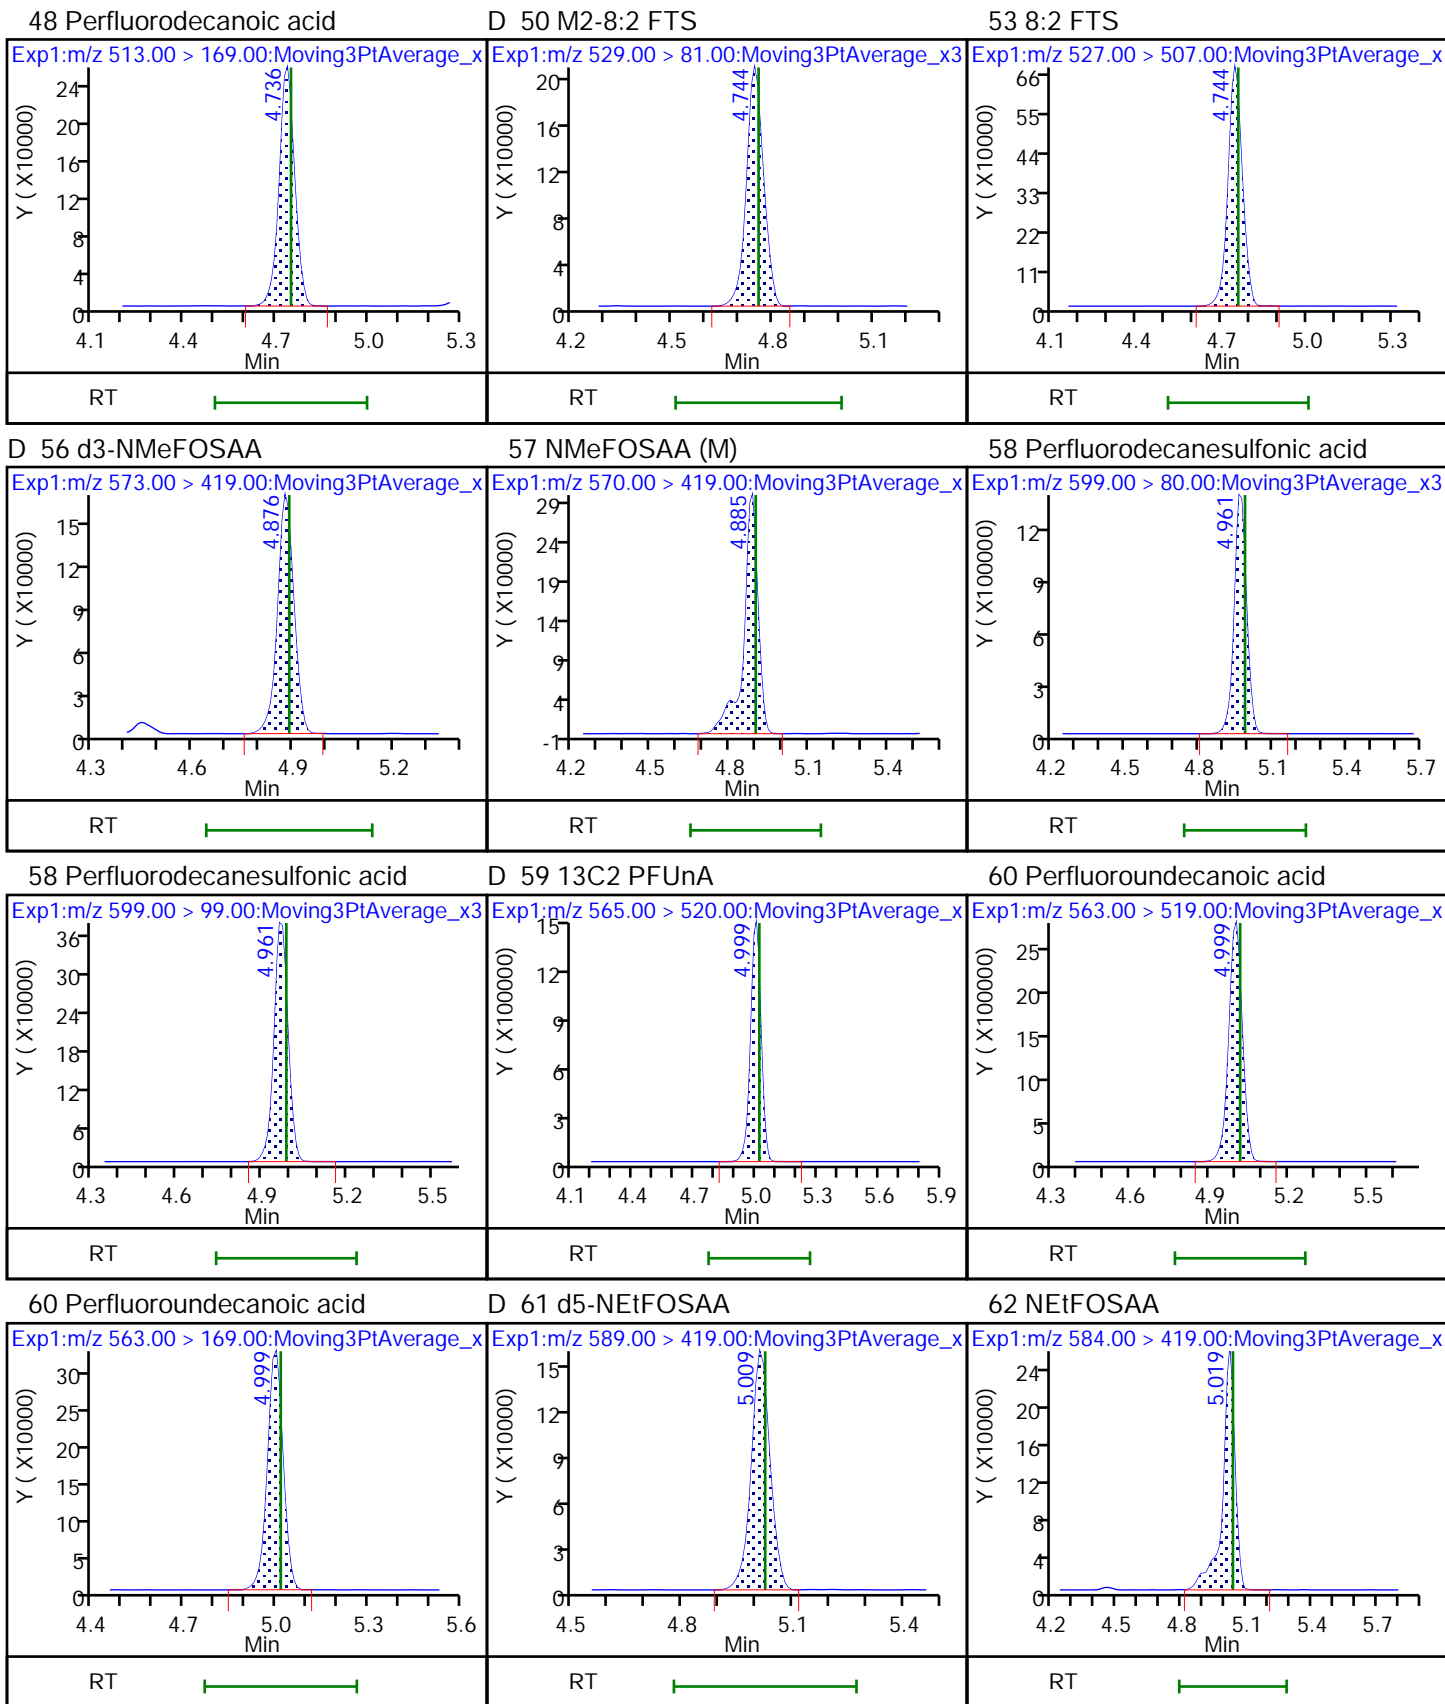 48 Perfluorodecanoic acid
Exp1:m/z 513.00 > 169.00:Moving3PtAverage_x
Y ( X10000)
24
20
16
12
8
4
0
4.736
4.1 4.4 4.7 5.0 5.3
Min
RT
D 50 M2-8:2 FTS
Exp1:m/z 529.00 > 81.00:Moving3PtAverage_x3
Y ( X10000)
20
16
12
8
4
0
4.744
4.2 4.5 4.8 5.1
Min
RT
53 8:2 FTS
Exp1:m/z 527.00 > 507.00:Moving3PtAverage_x
Y ( X10000)
66
55
44
33
22
11
0
4.744
4.1 4.4 4.7 5.0 5.3
Min
RT
D 56 d3-NMeFOSAA
Exp1:m/z 573.00 > 419.00:Moving3PtAverage_x
Y ( X10000)
15
12
9
6
3
0
4.876
4.3 4.6 4.9 5.2
Min
RT
57 NMeFOSAA (M)
Exp1:m/z 570.00 > 419.00:Moving3PtAverage_x
Y ( X10000)
29
24
19
14
9
4
-1
4.885
4.2 4.5 4.8 5.1 5.4
Min
RT
58 Perfluorodecanesulfonic acid
Exp1:m/z 599.00 > 80.00:Moving3PtAverage_x3
Y ( X100000)
12
9
6
3
0
4.961
4.2 4.5 4.8 5.1 5.4 5.7
Min
RT
58 Perfluorodecanesulfonic acid
Exp1:m/z 599.00 > 99.00:Moving3PtAverage_x3
Y ( X10000)
36
30
24
18
12
6
0
4.961
4.3 4.6 4.9 5.2 5.5
Min
RT
D 59 13C2 PFUnA
Exp1:m/z 565.00 > 520.00:Moving3PtAverage_x
Y ( X100000)
15
12
9
6
3
0
4.999
4.1 4.4 4.7 5.0 5.3 5.6 5.9
Min
RT
60 Perfluoroundecanoic acid
Exp1:m/z 563.00 > 519.00:Moving3PtAverage_x
Y ( X100000)
25
20
15
10
5
0
4.999
4.3 4.6 4.9 5.2 5.5
Min
RT
60 Perfluoroundecanoic acid
Exp1:m/z 563.00 > 169.00:Moving3PtAverage_x
Y ( X10000)
30
25
20
15
10
5
0
4.999
4.4 4.7 5.0 5.3 5.6
Min
RT
D 61 d5-NEtFOSAA
Exp1:m/z 589.00 > 419.00:Moving3PtAverage_x
Y ( X10000)
15
12
9
6
3
0
5.009
4.5 4.8 5.1 5.4
Min
RT
62 NEtFOSAA
Exp1:m/z 584.00 > 419.00:Moving3PtAverage_x
Y ( X10000)
24
20
16
12
8
4
0
5.019
4.2 4.5 4.8 5.1 5.4 5.7
Min
RT